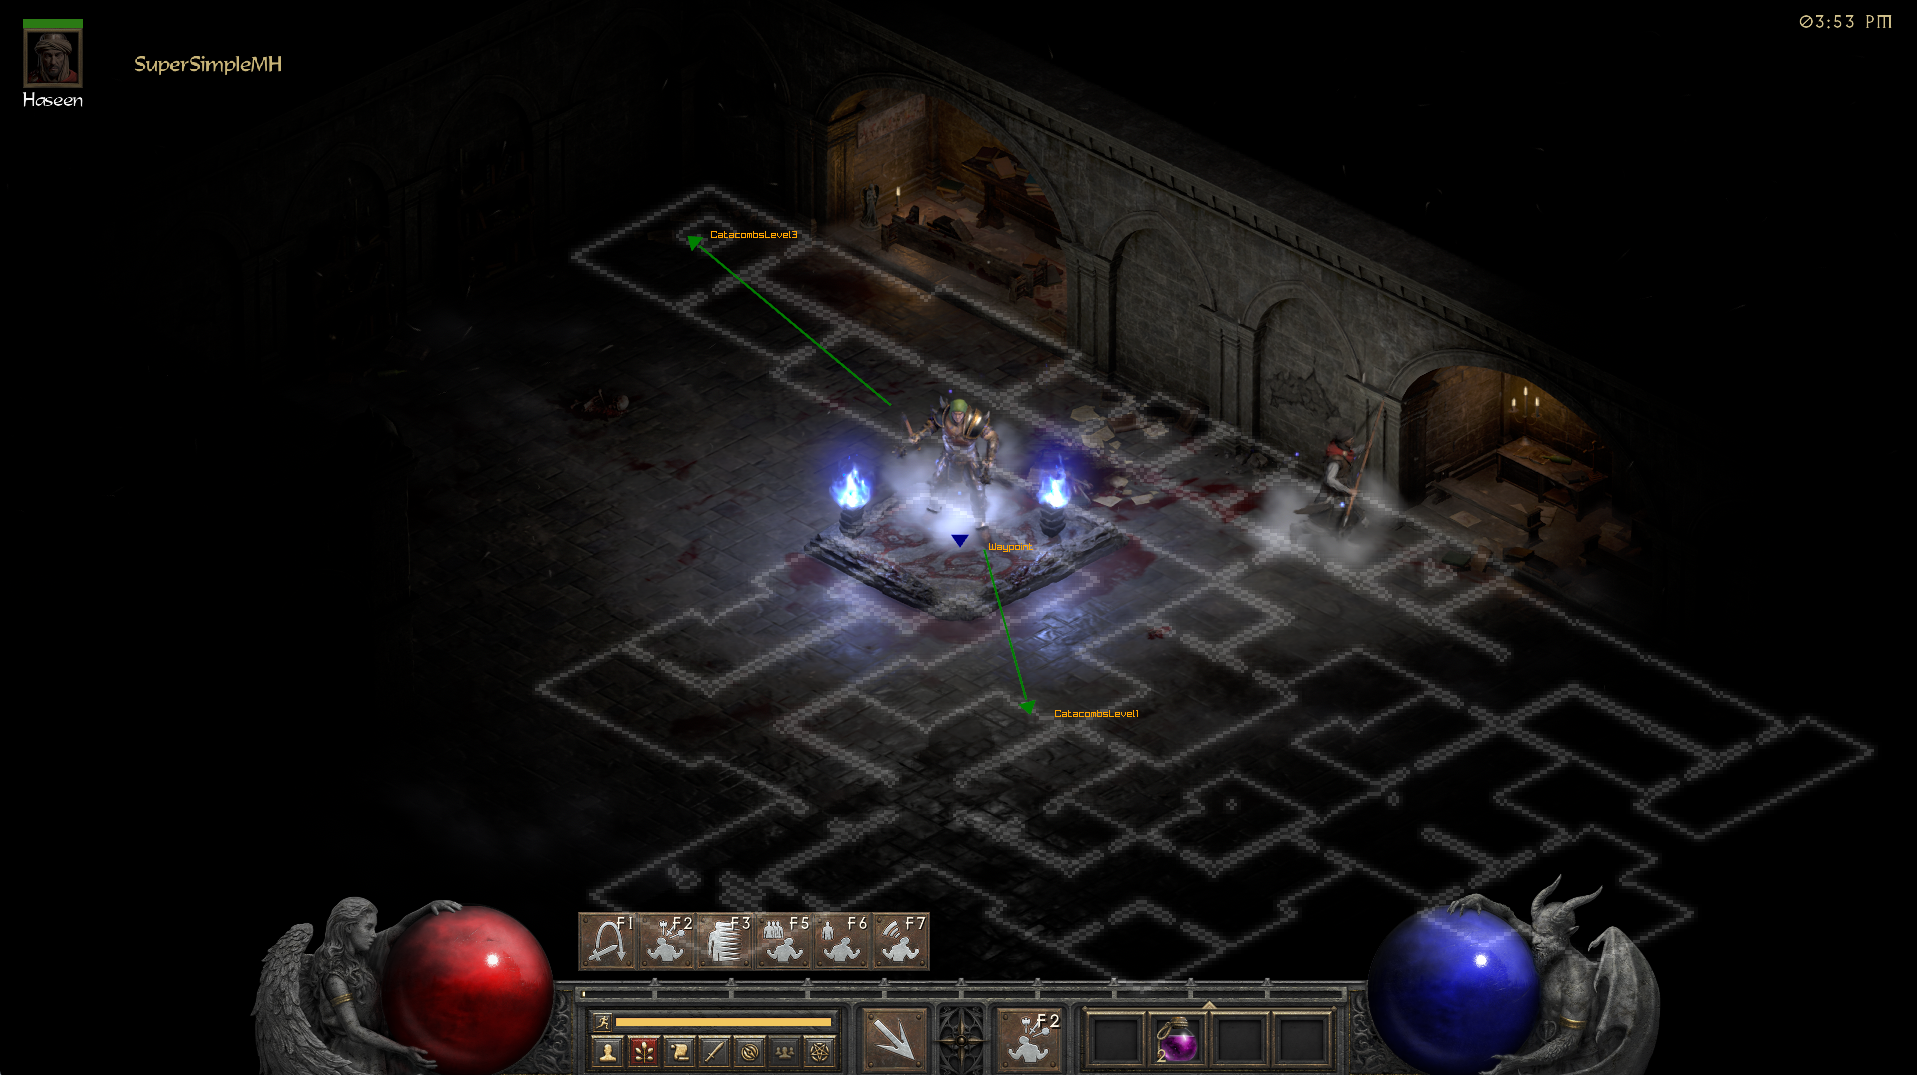 03:53 PM
SuperSimpleMH
Haseen
CatacombsLevel3
Waypoint
CatacombsLevel1
F1 F2 F3 F5 F6 F7
F2
2